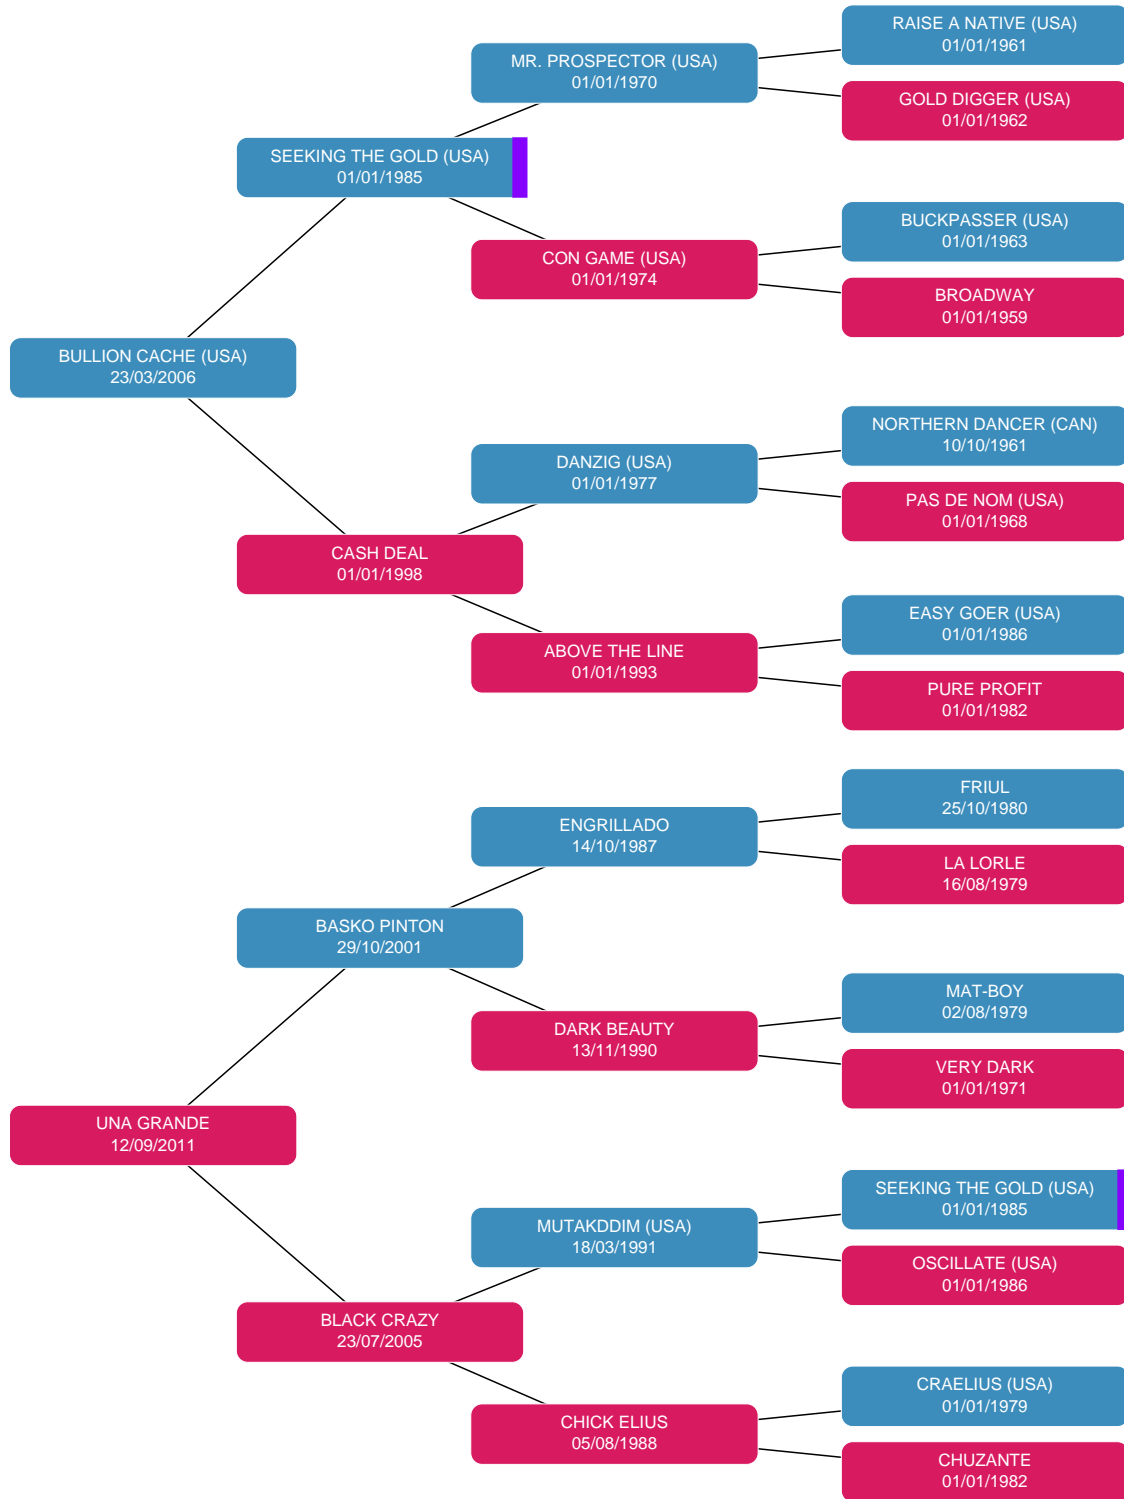 RAISE A NATIVE (USA)
01/01/1961
MR. PROSPECTOR (USA)
01/01/1970
GOLD DIGGER (USA)
01/01/1962
SEEKING THE GOLD (USA)
01/01/1985
BUCKPASSER (USA)
01/01/1963
CON GAME (USA)
01/01/1974
BROADWAY
01/01/1959
BULLION CACHE (USA)
23/03/2006
NORTHERN DANCER (CAN)
10/10/1961
DANZIG (USA)
01/01/1977
PAS DE NOM (USA)
01/01/1968
CASH DEAL
01/01/1998
EASY GOER (USA)
01/01/1986
ABOVE THE LINE
01/01/1993
PURE PROFIT
01/01/1982
FRIUL
25/10/1980
ENGRILLADO
14/10/1987
LA LORLE
16/08/1979
BASKO PINTON
29/10/2001
MAT-BOY
02/08/1979
DARK BEAUTY
13/11/1990
VERY DARK
01/01/1971
UNA GRANDE
12/09/2011
SEEKING THE GOLD (USA)
01/01/1985
MUTAKDDIM (USA)
18/03/1991
OSCILLATE (USA)
01/01/1986
BLACK CRAZY
23/07/2005
CRAELIUS (USA)
01/01/1979
CHICK ELIUS
05/08/1988
CHUZANTE
01/01/1982